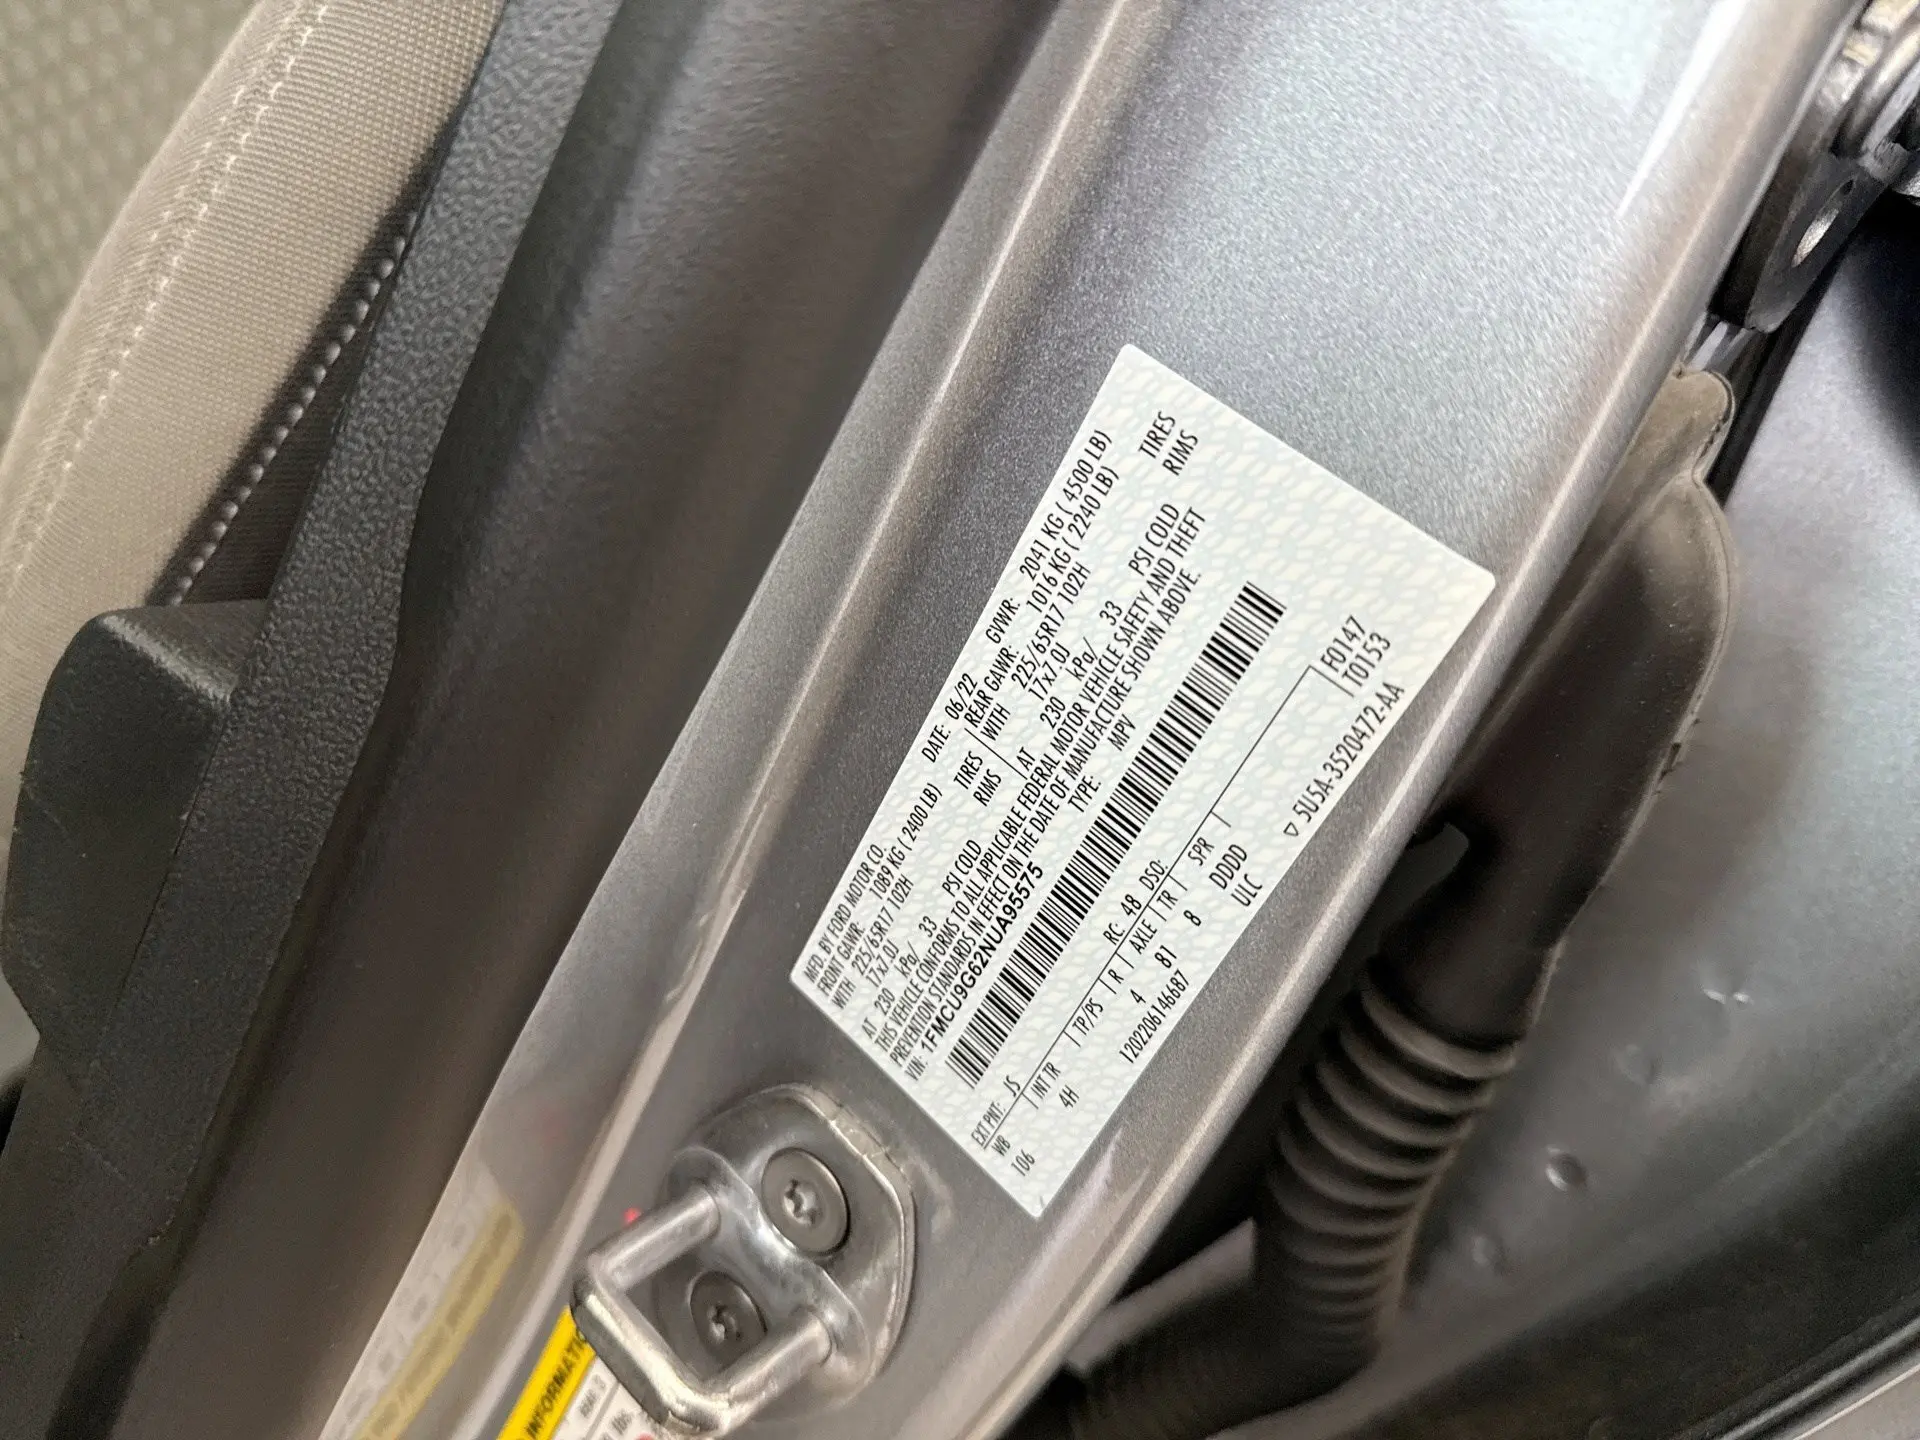 MFD. BY FORD MOTOR CO.
DATE: 06/22 GVWR: 2041 KG ( 4500 LB)
FRONT GAWR: 1089 KG ( 2400 LB) REAR GAWR: 1016 KG ( 2240 LB)
WITH 225/65R17 102H TIRES WITH 225/65R17 102H TIRES
17x7.0J RIMS 17x7.0J RIMS
AT 230 kPa/ 33 PSI COLD AT 230 kPa/ 33 PSI COLD
THIS VEHICLE CONFORMS TO ALL APPLICABLE FEDERAL MOTOR VEHICLE SAFETY AND THEFT
PREVENTION STANDARDS IN EFFECT ON THE DATE OF MANUFACTURE SHOWN ABOVE.
VIN: 1FMCU9G62NUA95575 TYPE: MPV
EXT PNT: JS RC: 48 DSO: F0147
WB INT TR TP/PS R AXLE TR SPR T0153
106 4H 4 81 8 DDDD
1202206146687 ULC ▽ 5U5A-3520472-AA
INFORMATIO